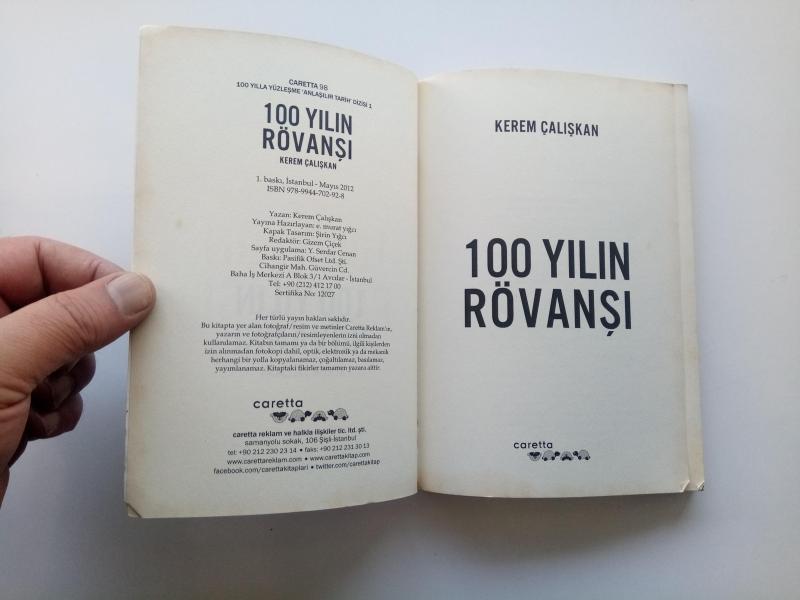 CARETTA 98
100 YILLA YÜZLEŞME 'ANLAŞILIR TARİH' DİZİSİ 1
100 YILIN
RÖVANŞI
KEREM ÇALIŞKAN
1. baskı, İstanbul - Mayıs 2012
ISBN 978-9944-702-92-8
Yazan: Kerem Çalışkan
Yayına Hazırlayan: e. murat yığcı
Kapak Tasarım: Şirin Yığcı
Redaktör: Gizem Çiçek
Sayfa uygulama: Y. Serdar Cenan
Baskı: Pasifik Ofset Ltd. Şti.
Cihangir Mah. Güvercin Cd.
Baha İş Merkezi A Blok 3/1 Avcılar - İstanbul
Tel: +90 (212) 412 17 00
Sertifika No: 12027
Her türlü yayın hakları saklıdır.
Bu kitapta yer alan fotoğraf/resim ve metinler Caretta Reklam'ın,
yazarın ve fotoğrafçıların/resimleyenlerin izni olmadan
kullanılamaz. Kitabın tamamı ya da bir bölümü, ilgili kişilerden
izin alınmadan fotokopi dahil, optik, elektronik ya da mekanik
herhangi bir yolla kopyalanamaz, çoğaltılamaz, basılamaz,
yayımlanamaz. Kitaptaki fikirler tamamen yazara aittir.
caretta
caretta reklam ve halkla ilişkiler tic. ltd. şti.
samanyolu sokak, 106 Şişli-İstanbul
tel: +90 212 230 23 14 • faks: +90 212 231 30 13
www.carettareklam.com • www.carettakitap.com
facebook.com/carettakitaplari • twitter.com/carettakitap
KEREM ÇALIŞKAN
100 YILIN
RÖVANŞI
caretta